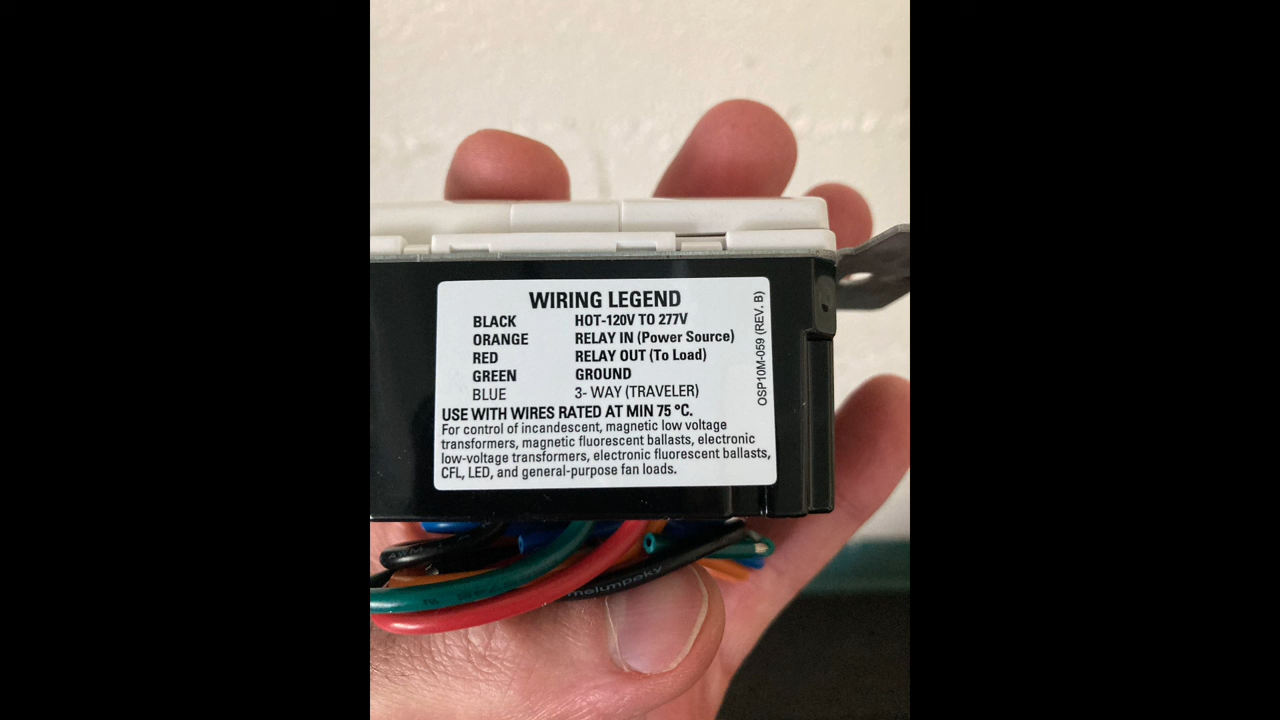 WIRING LEGEND
BLACK HOT-120V TO 277V
ORANGE RELAY IN (Power Source)
RED RELAY OUT (To Load)
GREEN GROUND
BLUE 3- WAY (TRAVELER)
USE WITH WIRES RATED AT MIN 75 °C.
For control of incandescent, magnetic low voltage
transformers, magnetic fluorescent ballasts, electronic
low-voltage transformers, electronic fluorescent ballasts,
CFL, LED, and general-purpose fan loads.
OSP10M-059 (REV. B)